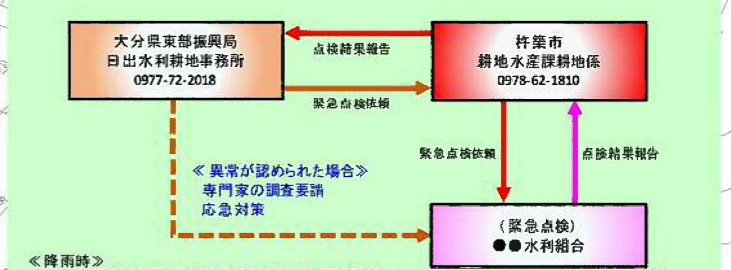 大分県東部振興局
日出水利耕地事務所
0977-72-2018
点検結果報告
杵築市
耕地水産課耕地係
0978-62-1810
緊急点検依頼
緊急点検依頼
点検結果報告
≪異常が認められた場合≫
専門家の調査要請
応急対策
(緊急点検)
●●水利組合
≪降雨時≫